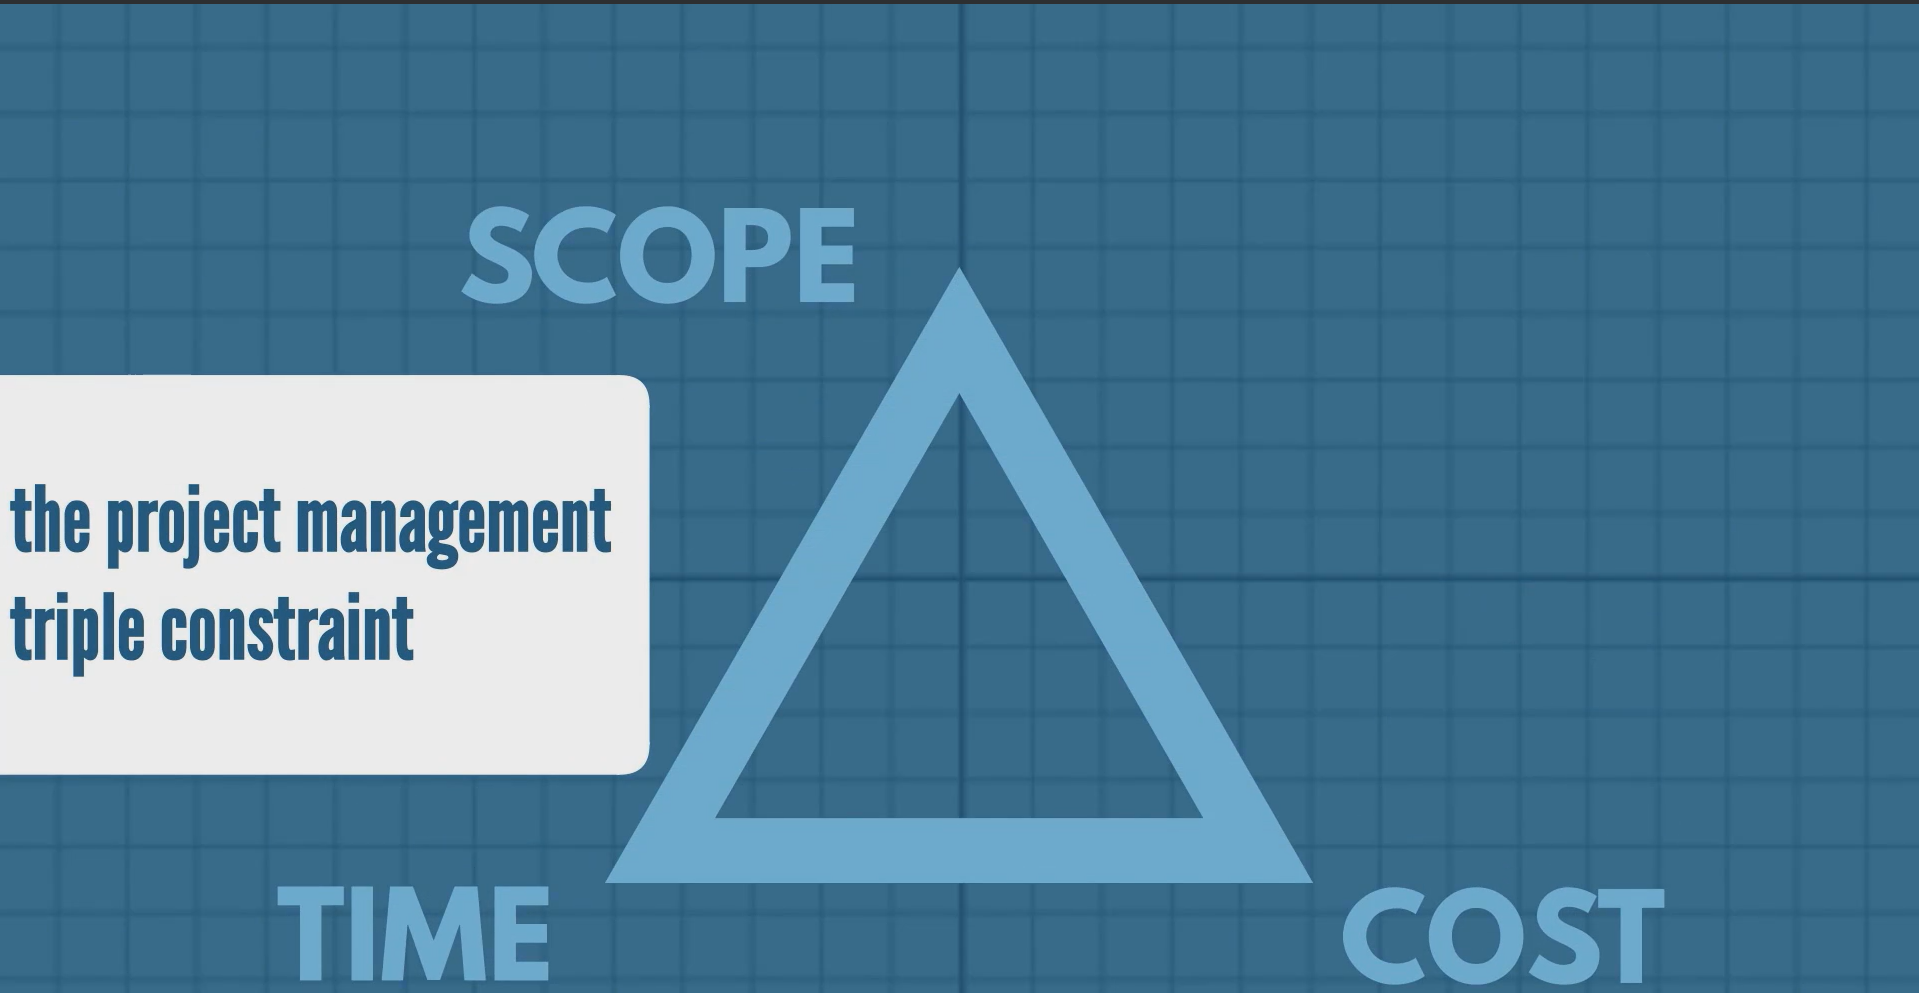 SCOPE
the project management
triple constraint
TIME
COST